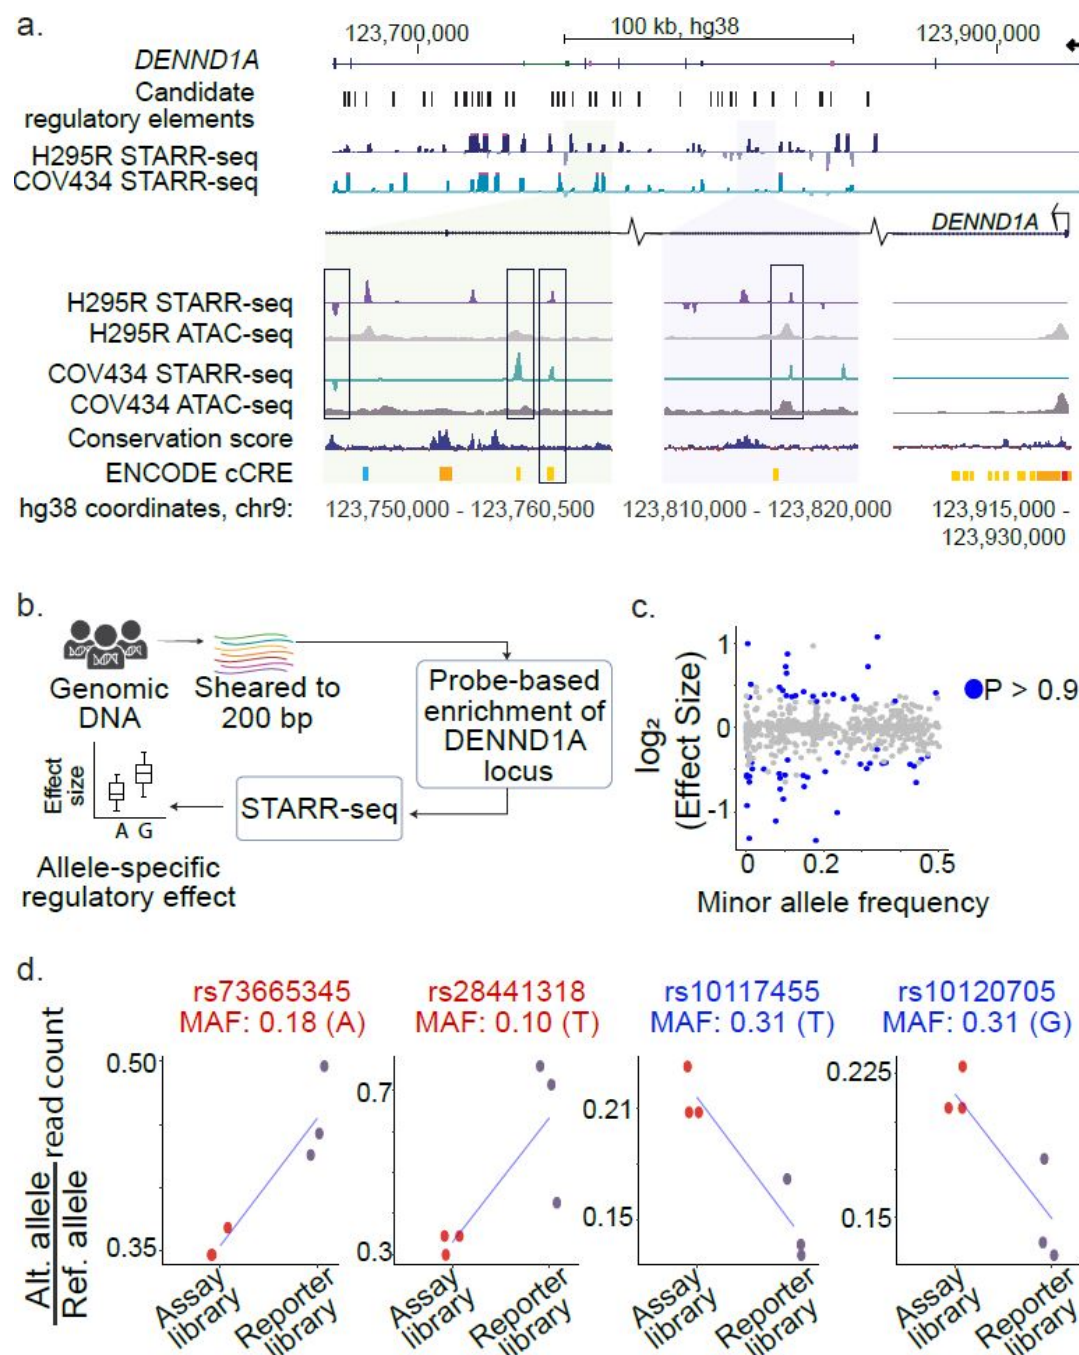 a.
123,700,000
100 kb, hg38
123,900,000
DENND1A
Candidate
regulatory elements
H295R STARR-seq
COV434 STARR-seq
DENND1A
H295R STARR-seq
H295R ATAC-seq
COV434 STARR-seq
COV434 ATAC-seq
Conservation score
ENCODE cCRE
hg38 coordinates, chr9:
123,750,000 - 123,760,500
123,810,000 - 123,820,000
123,915,000 -
123,930,000
b.
Genomic
DNA
Sheared to
200 bp
Probe-based
enrichment of
DENND1A
locus
STARR-seq
Effect
size
A G
Allele-specific
regulatory effect
c.
log₂
(Effect Size)
1
0
-1
0
0.2
0.5
Minor allele frequency
P > 0.9
d.
Alt. allele
Ref. allele
read count
rs73665345
MAF: 0.18 (A)
0.50
0.35
Assay
library
Reporter
library
rs28441318
MAF: 0.10 (T)
0.7
0.3
Assay
library
Reporter
library
rs10117455
MAF: 0.31 (T)
0.21
0.15
Assay
library
Reporter
library
rs10120705
MAF: 0.31 (G)
0.225
0.15
Assay
library
Reporter
library